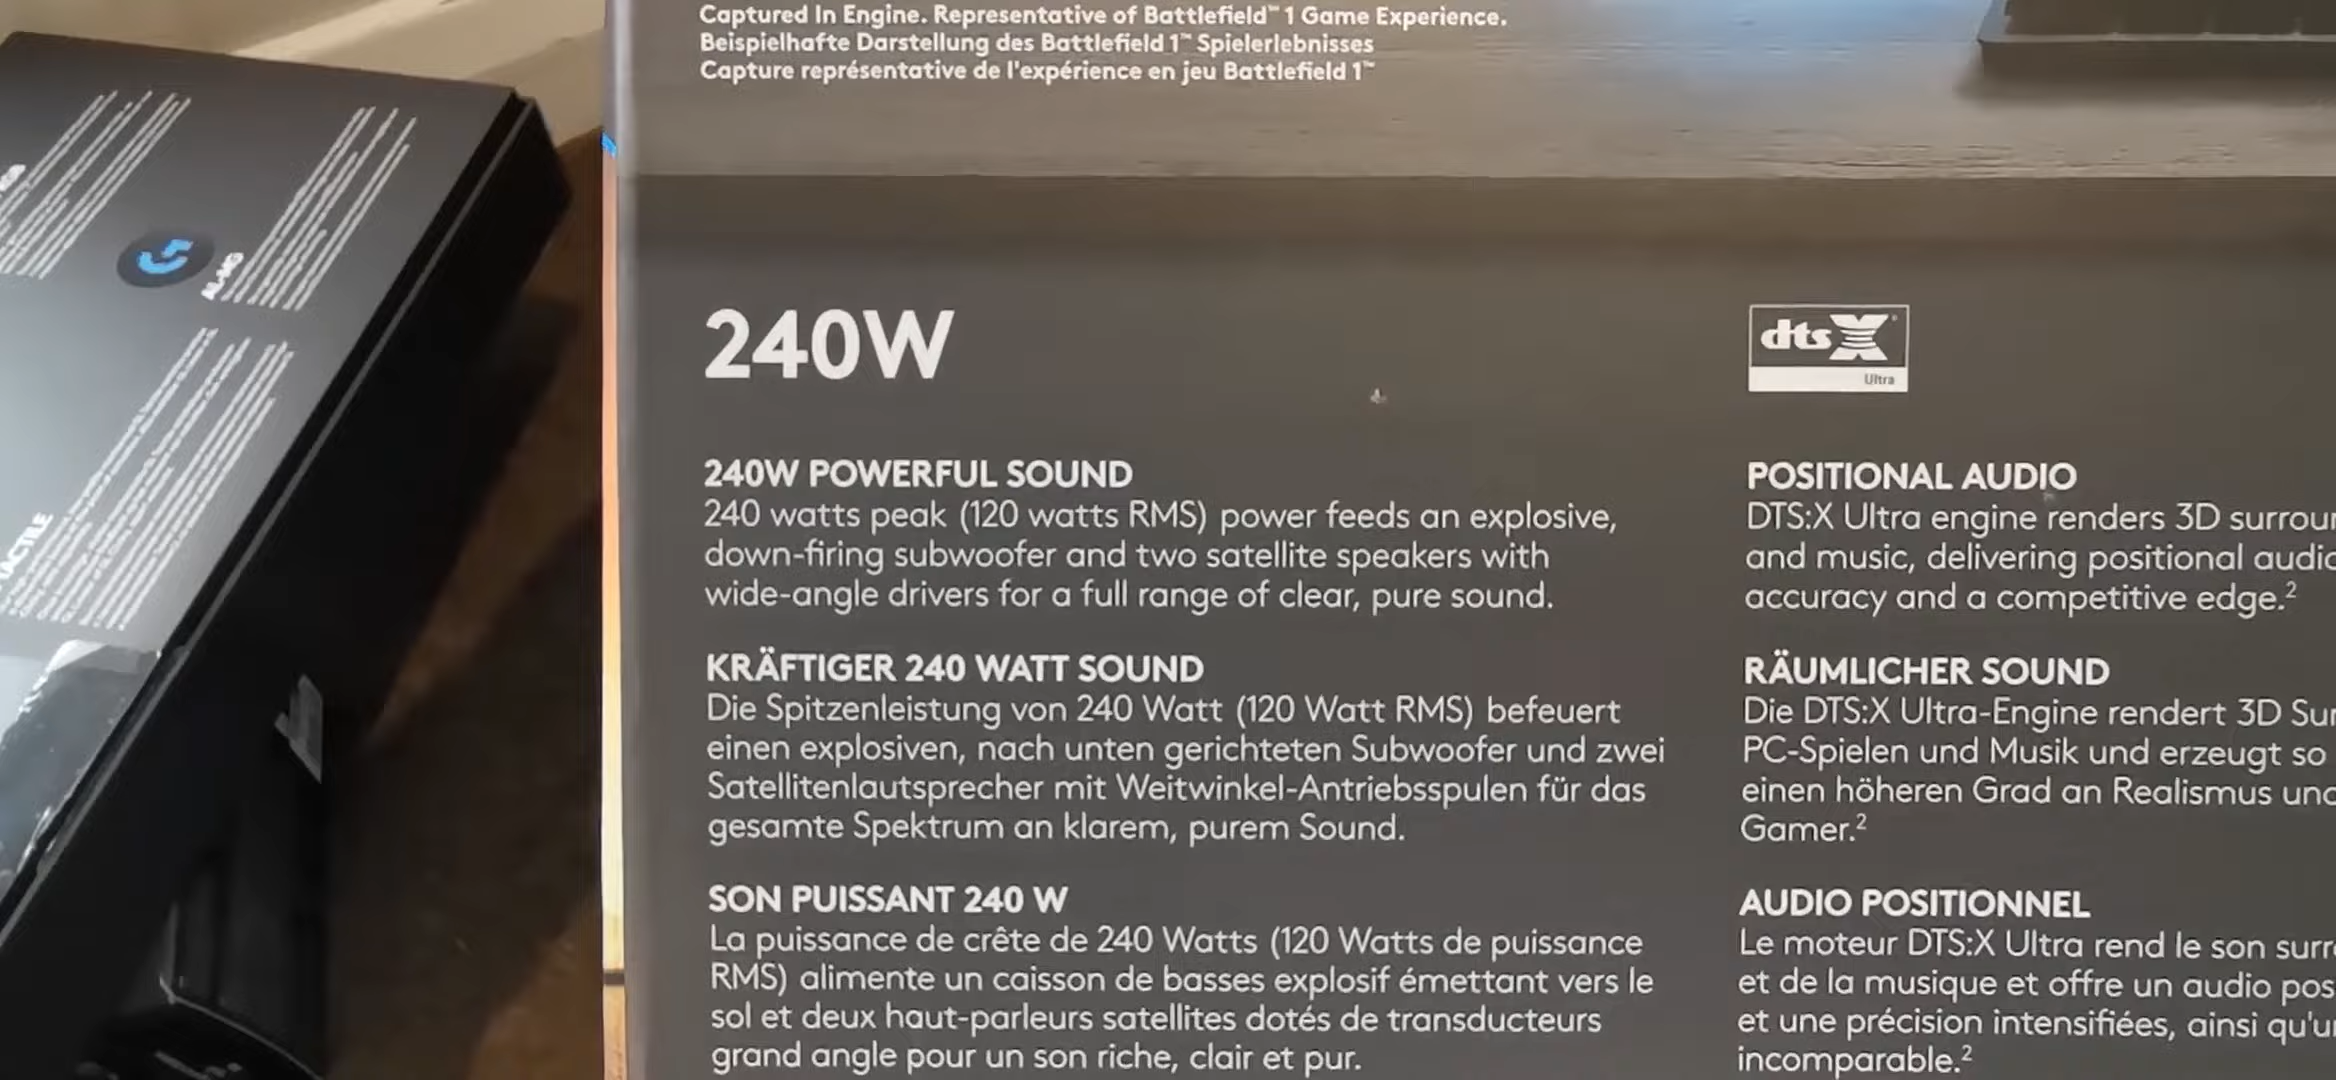 Captured In Engine. Representative of Battlefield™ 1 Game Experience.
Beispielhafte Darstellung des Battlefield 1™ Spielerlebnisses
Capture représentative de l'expérience en jeu Battlefield 1™
240W
240W POWERFUL SOUND
240 watts peak (120 watts RMS) power feeds an explosive,
down-firing subwoofer and two satellite speakers with
wide-angle drivers for a full range of clear, pure sound.
KRÄFTIGER 240 WATT SOUND
Die Spitzenleistung von 240 Watt (120 Watt RMS) befeuert
einen explosiven, nach unten gerichteten Subwoofer und zwei
Satellitenlautsprecher mit Weitwinkel-Antriebsspulen für das
gesamte Spektrum an klarem, purem Sound.
SON PUISSANT 240 W
La puissance de crête de 240 Watts (120 Watts de puissance
RMS) alimente un caisson de basses explosif émettant vers le
sol et deux haut-parleurs satellites dotés de transducteurs
grand angle pour un son riche, clair et pur.
dts X
Ultra
POSITIONAL AUDIO
DTS:X Ultra engine renders 3D
and music, delivering positional
accuracy and a competitive edge.²
RÄUMLICHER SOUND
Die DTS:X Ultra-Engine rendert 3D
PC-Spielen und Musik und erzeugt so
einen höheren Grad an Realismus
Gamer.²
AUDIO POSITIONNEL
Le moteur DTS:X Ultra rend le son
et de la musique et offre un audio
et une précision intensifiées, ainsi
incomparable.²